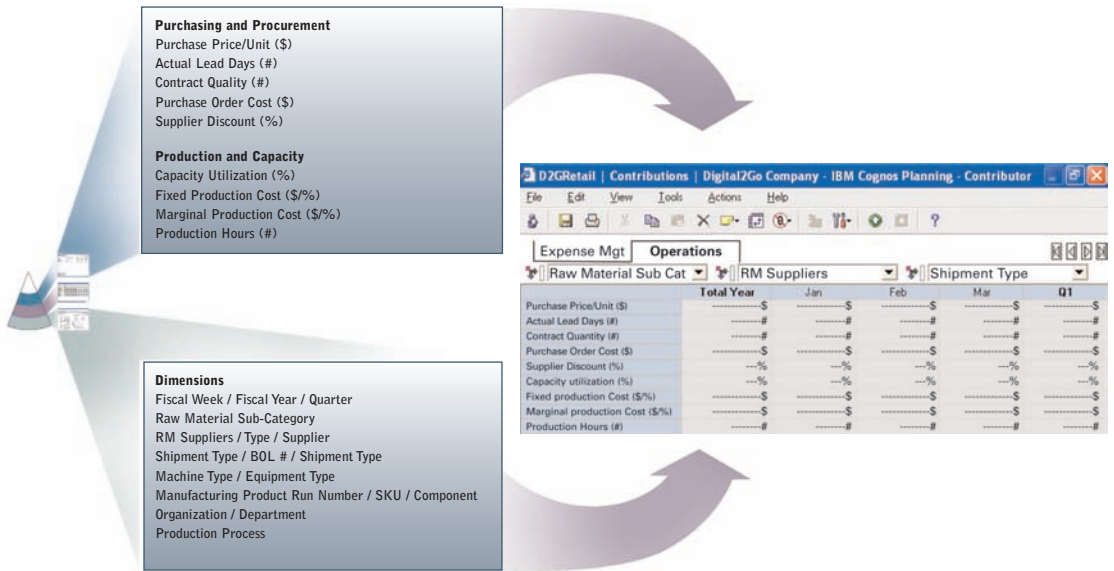 Purchasing and Procurement
Purchase Price/Unit ($)
Actual Lead Days (#)
Contract Quality (#)
Purchase Order Cost ($)
Supplier Discount (%)
Production and Capacity
Capacity Utilization (%)
Fixed Production Cost ($/%)
Marginal Production Cost ($/%)
Production Hours (#)
D2GRetail | Contributions | Digital2Go Company - IBM Cognos Planning - Contributor
File Edit View Tools Actions Help
Expense Mgt Operations
Raw Material Sub Cat RM Suppliers Shipment Type
Total Year Jan Feb Mar Q1
Purchase Price/Unit ($) ------------$ ------------$ ------------$ ------------$ ------------$
Actual Lead Days (#) --------# --------# --------# --------# --------#
Contract Quantity (#) --------# --------# --------# --------# --------#
Purchase Order Cost ($) ------------$ ------------$ ------------$ ------------$ ------------$
Supplier Discount (%) ---% ---% ---% ---% ---%
Capacity utilization (%) ---% ---% ---% ---% ---%
Fixed production Cost ($/%) ------------$ ------------$ ------------$ ------------$ ------------$
Marginal production Cost ($/%) ------------$ ------------$ ------------$ ------------$ ------------$
Production Hours (#) --------# --------# --------# --------# --------#
Dimensions
Fiscal Week / Fiscal Year / Quarter
Raw Material Sub-Category
RM Suppliers / Type / Supplier
Shipment Type / BOL # / Shipment Type
Machine Type / Equipment Type
Manufacturing Product Run Number / SKU / Component
Organization / Department
Production Process